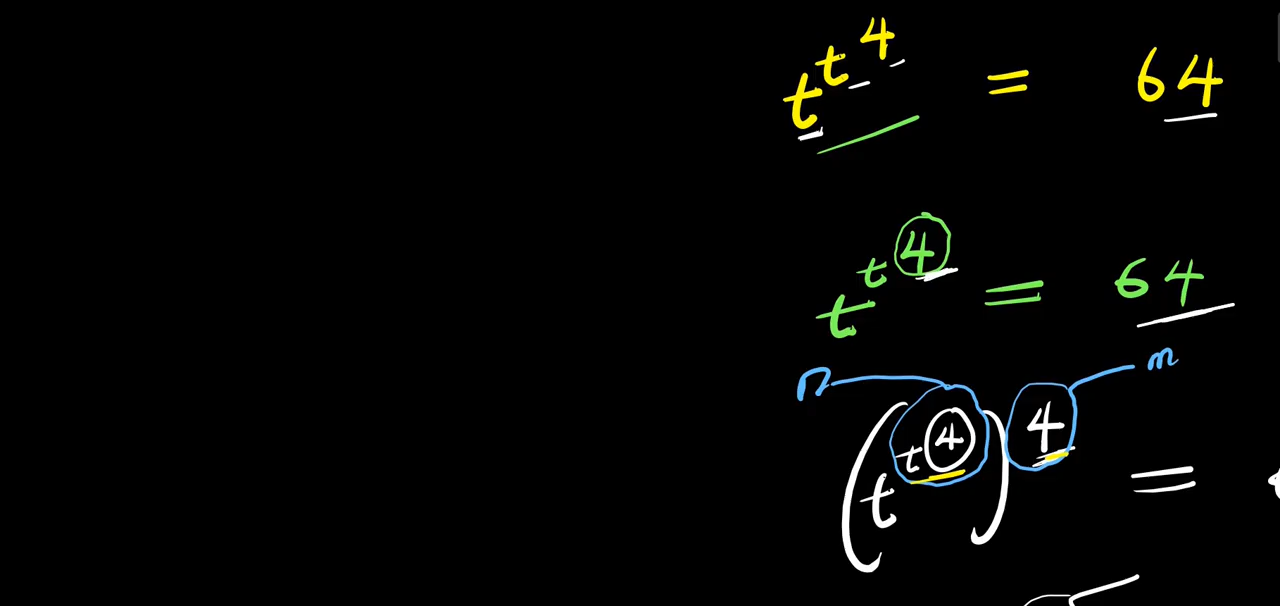 t^t^4 = 64
t^t^4 = 64
n m
(t^t^4)^4 =